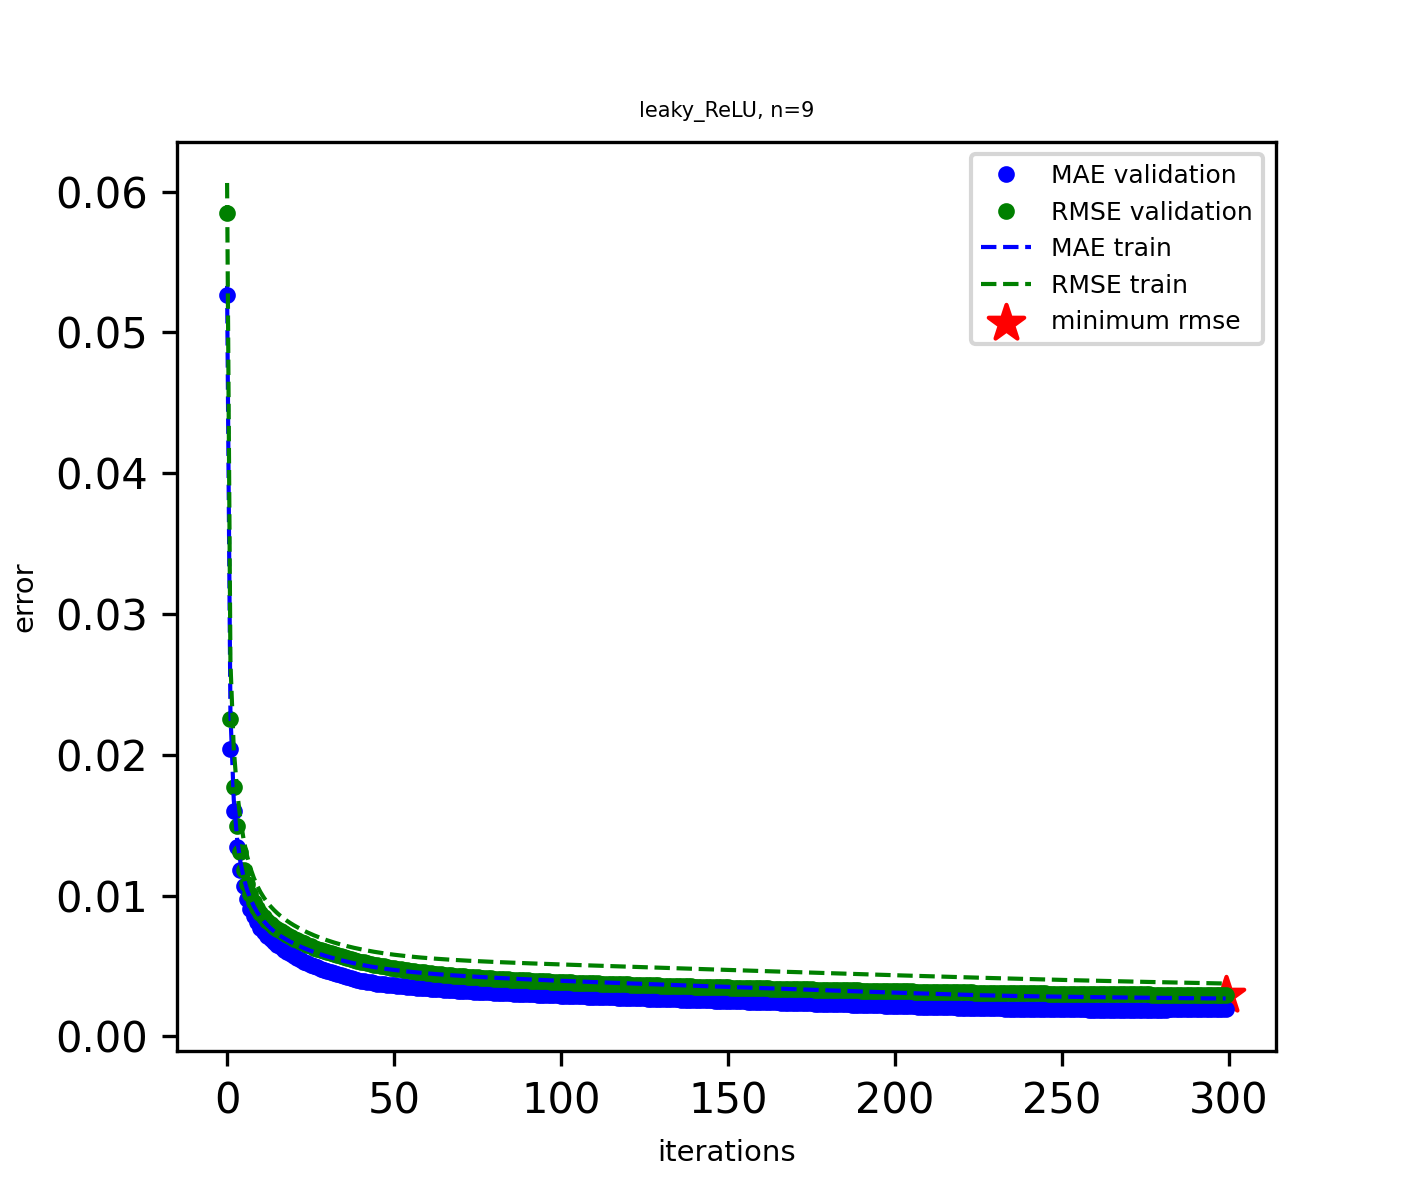 leaky_ReLU, n=9
MAE validation
RMSE validation
MAE train
RMSE train
minimum rmse
0.06
0.05
0.04
0.03
0.02
0.01
0.00
error
0 50 100 150 200 250 300
iterations